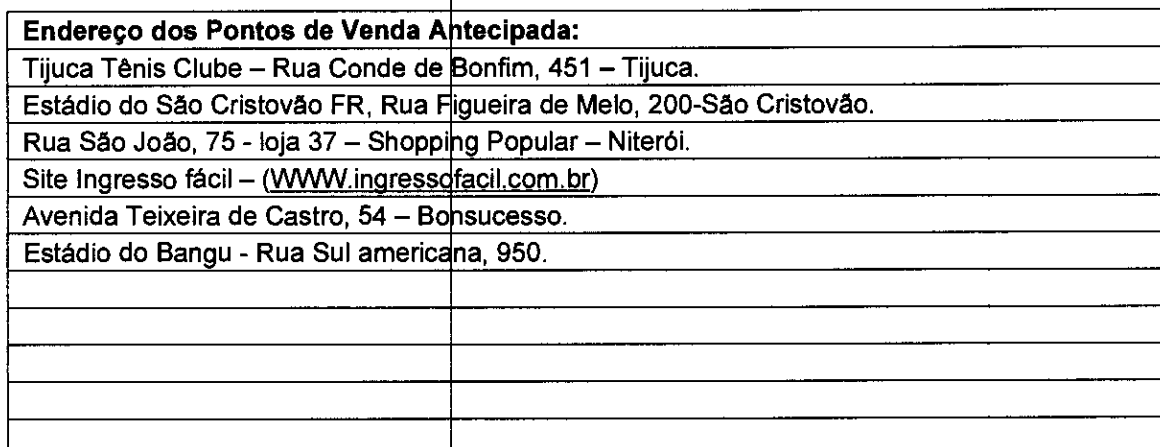 Endereço dos Pontos de Venda Antecipada:
Tijuca Tênis Clube – Rua Conde de Bonfim, 451 – Tijuca.
Estádio do São Cristovão FR, Rua Figueira de Melo, 200-São Cristovão.
Rua São João, 75 - loja 37 – Shopping Popular – Niterói.
Site Ingresso fácil – (WWW.ingressofacil.com.br)
Avenida Teixeira de Castro, 54 – Bonsucesso.
Estádio do Bangu - Rua Sul americana, 950.